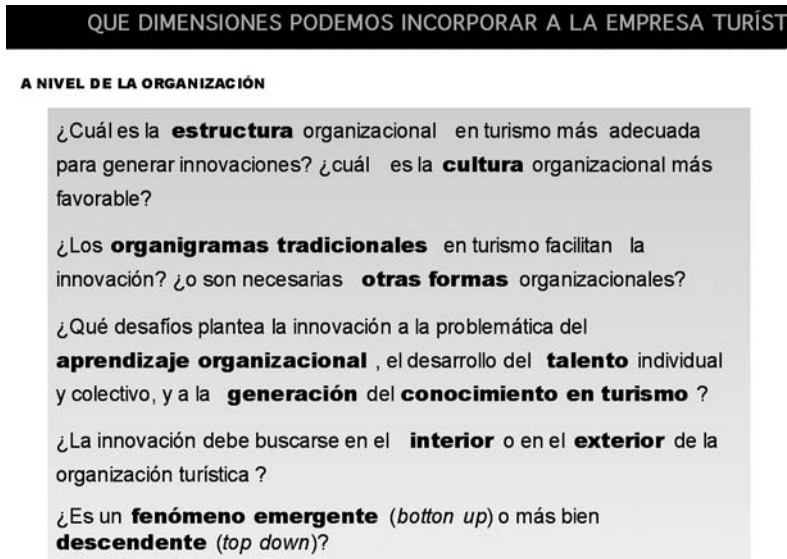 QUE DIMENSIONES PODEMOS INCORPORAR A LA EMPRESA TURÍST
A NIVEL DE LA ORGANIZACIÓN
¿Cuál es la estructura organizacional en turismo más adecuada
para generar innovaciones? ¿cuál es la cultura organizacional más
favorable?
¿Los organigramas tradicionales en turismo facilitan la
innovación? ¿o son necesarias otras formas organizacionales?
¿Qué desafíos plantea la innovación a la problemática del
aprendizaje organizacional , el desarrollo del talento individual
y colectivo, y a la generación del conocimiento en turismo ?
¿La innovación debe buscarse en el interior o en el exterior de la
organización turística ?
¿Es un fenómeno emergente (botton up) o más bien
descendente (top down)?